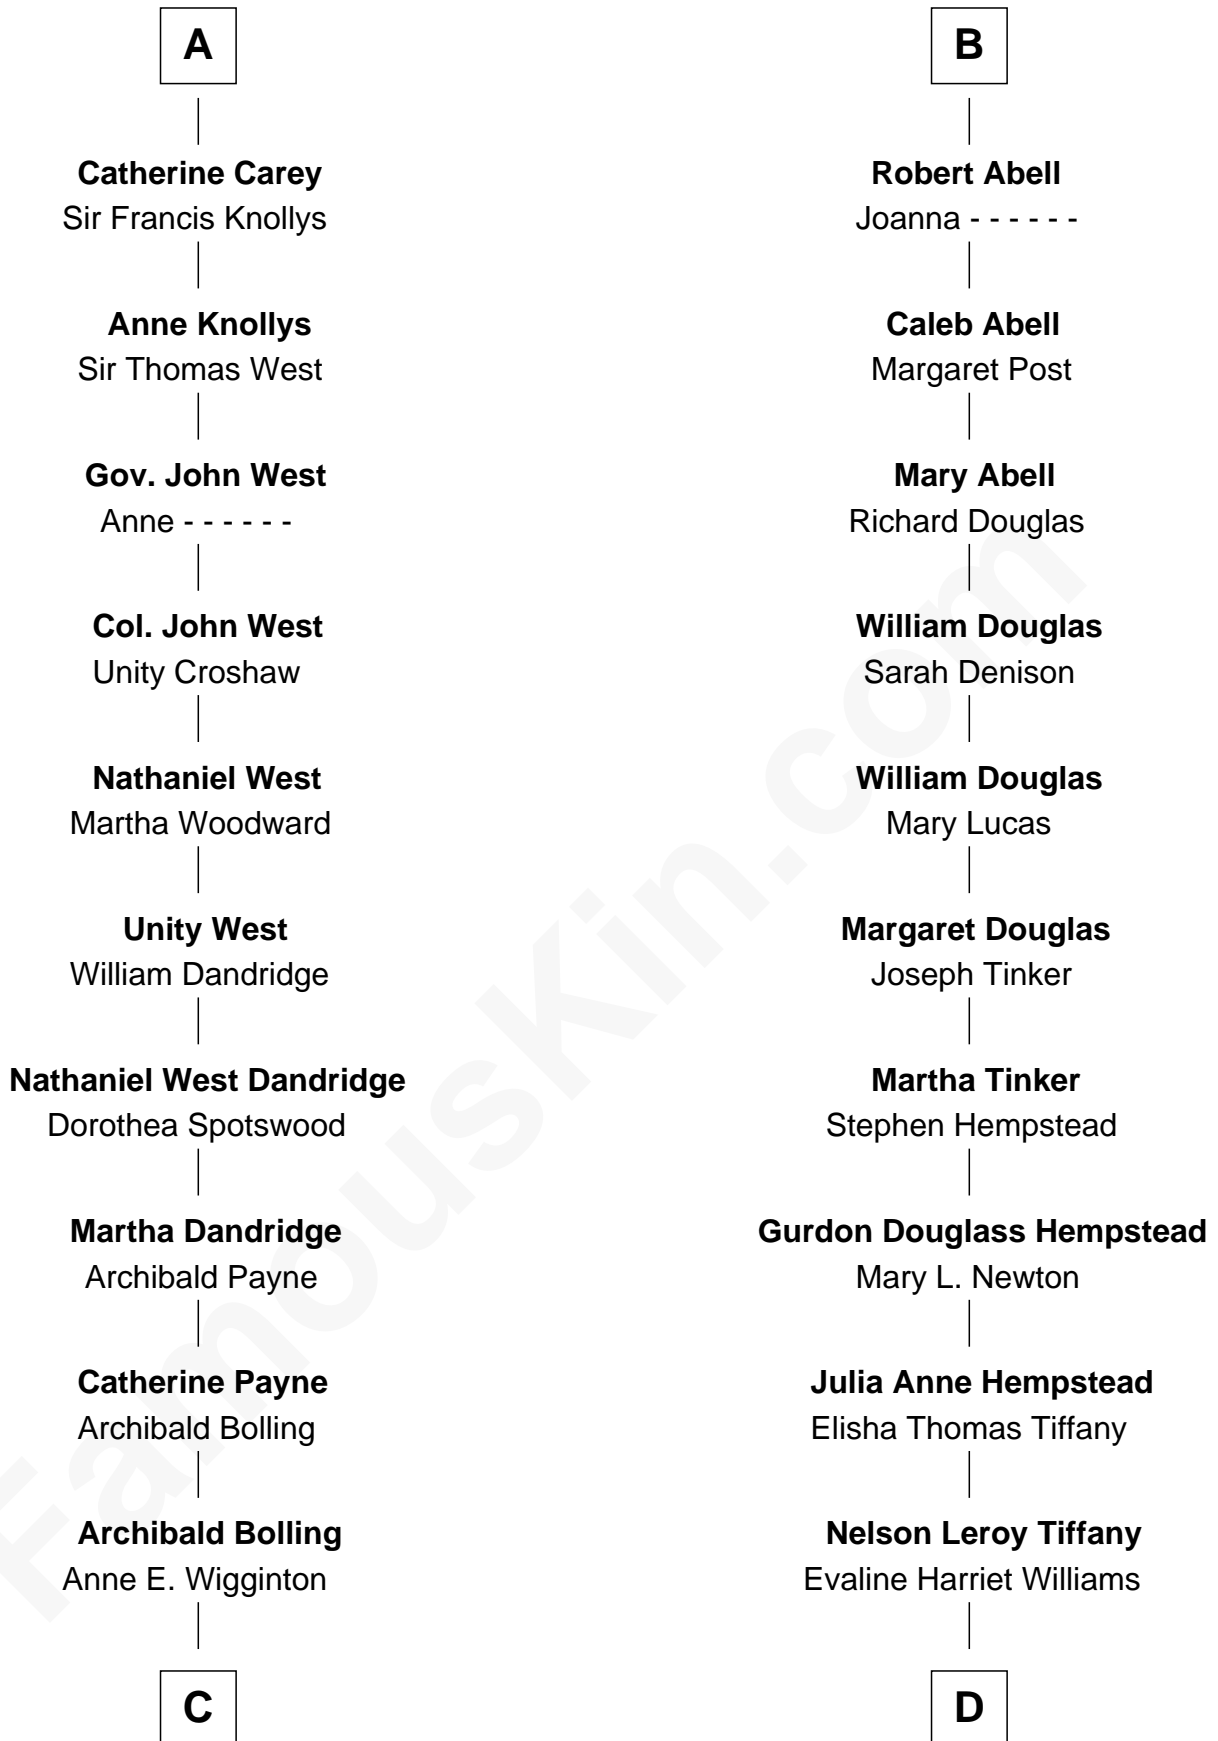 A
Catherine Carey
Sir Francis Knollys
Anne Knollys
Sir Thomas West
Gov. John West
Anne - - - - - -
Col. John West
Unity Croshaw
Nathaniel West
Martha Woodward
Unity West
William Dandridge
Nathaniel West Dandridge
Dorothea Spotswood
Martha Dandridge
Archibald Payne
Catherine Payne
Archibald Bolling
Archibald Bolling
Anne E. Wigginton
C
B
Robert Abell
Joanna - - - - - -
Caleb Abell
Margaret Post
Mary Abell
Richard Douglas
William Douglas
Sarah Denison
William Douglas
Mary Lucas
Margaret Douglas
Joseph Tinker
Martha Tinker
Stephen Hempstead
Gurdon Douglass Hempstead
Mary L. Newton
Julia Anne Hempstead
Elisha Thomas Tiffany
Nelson Leroy Tiffany
Evaline Harriet Williams
D
FamousKin.com